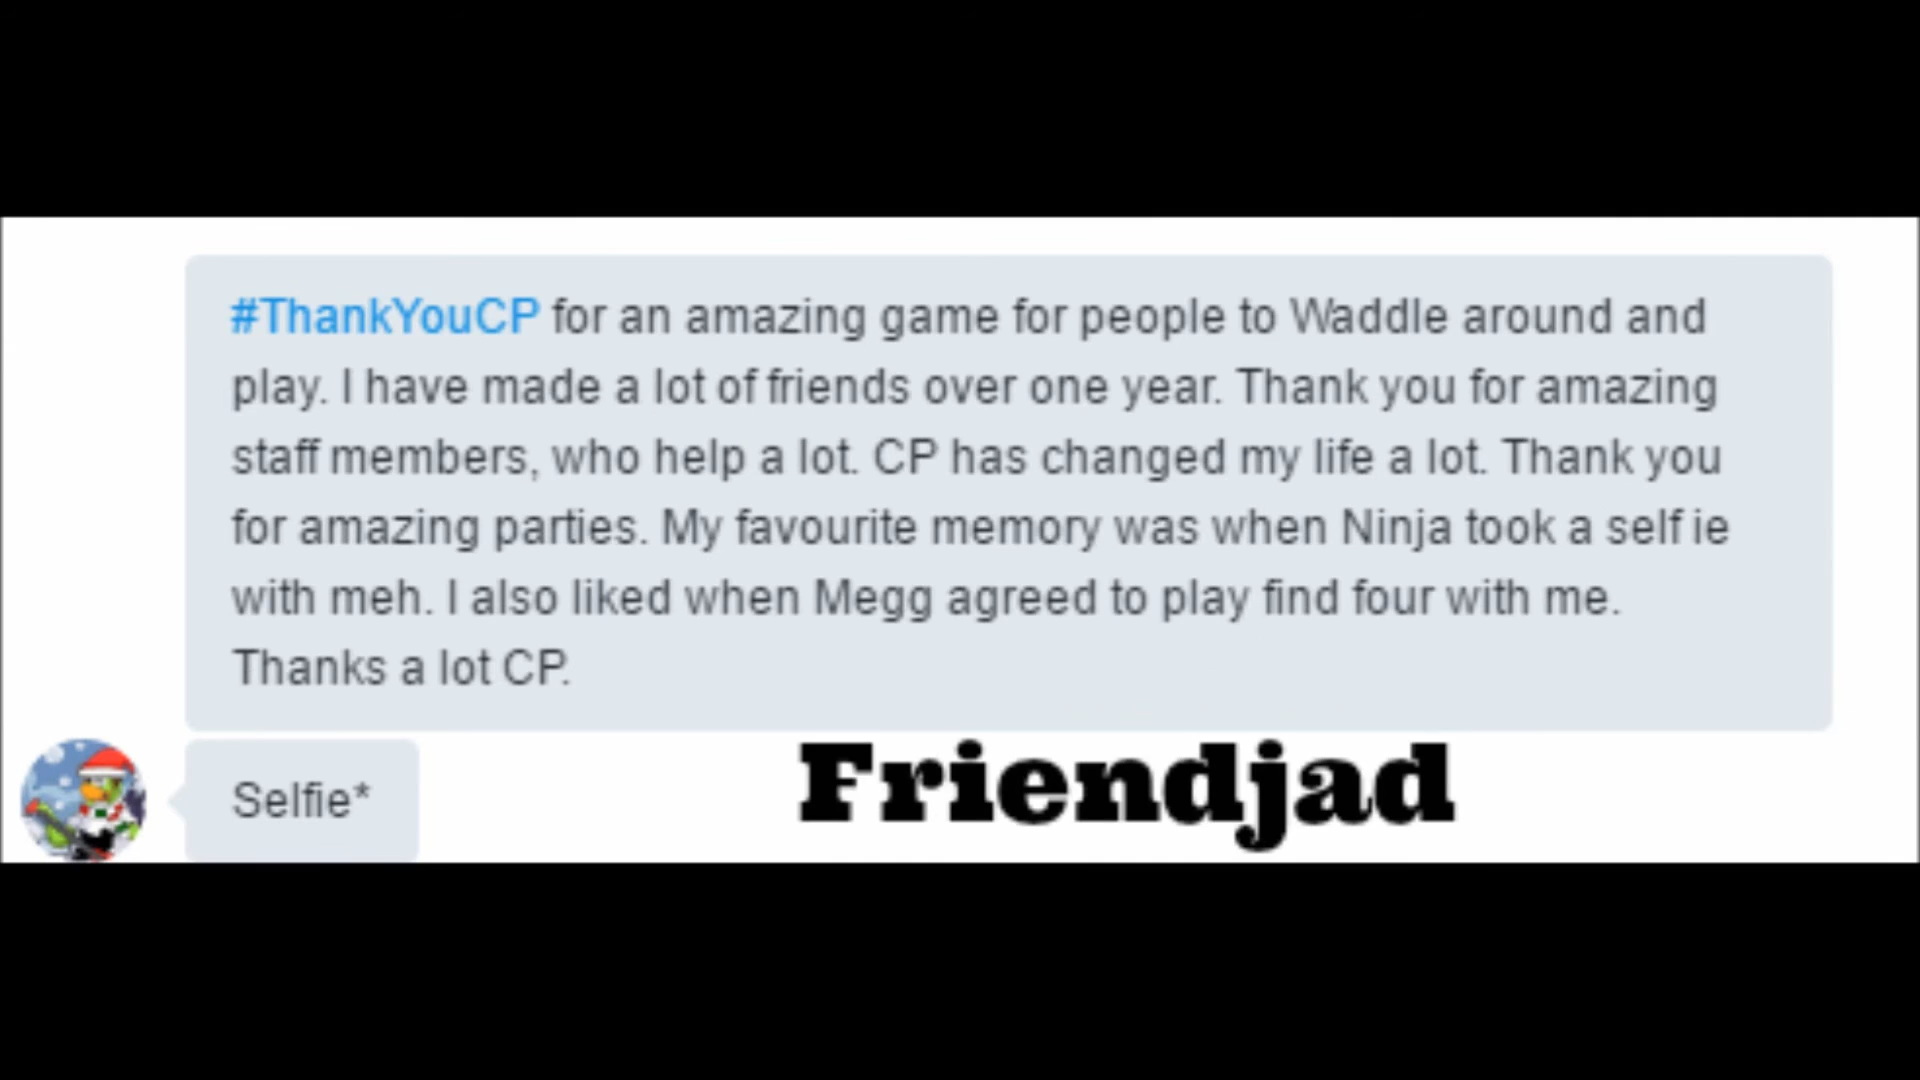 #ThankYouCP for an amazing game for people to Waddle around and
play. I have made a lot of friends over one year. Thank you for amazing
staff members, who help a lot. CP has changed my life a lot. Thank you
for amazing parties. My favourite memory was when Ninja took a self ie
with meh. I also liked when Megg agreed to play find four with me.
Thanks a lot CP.
Selfie*
Friendjad